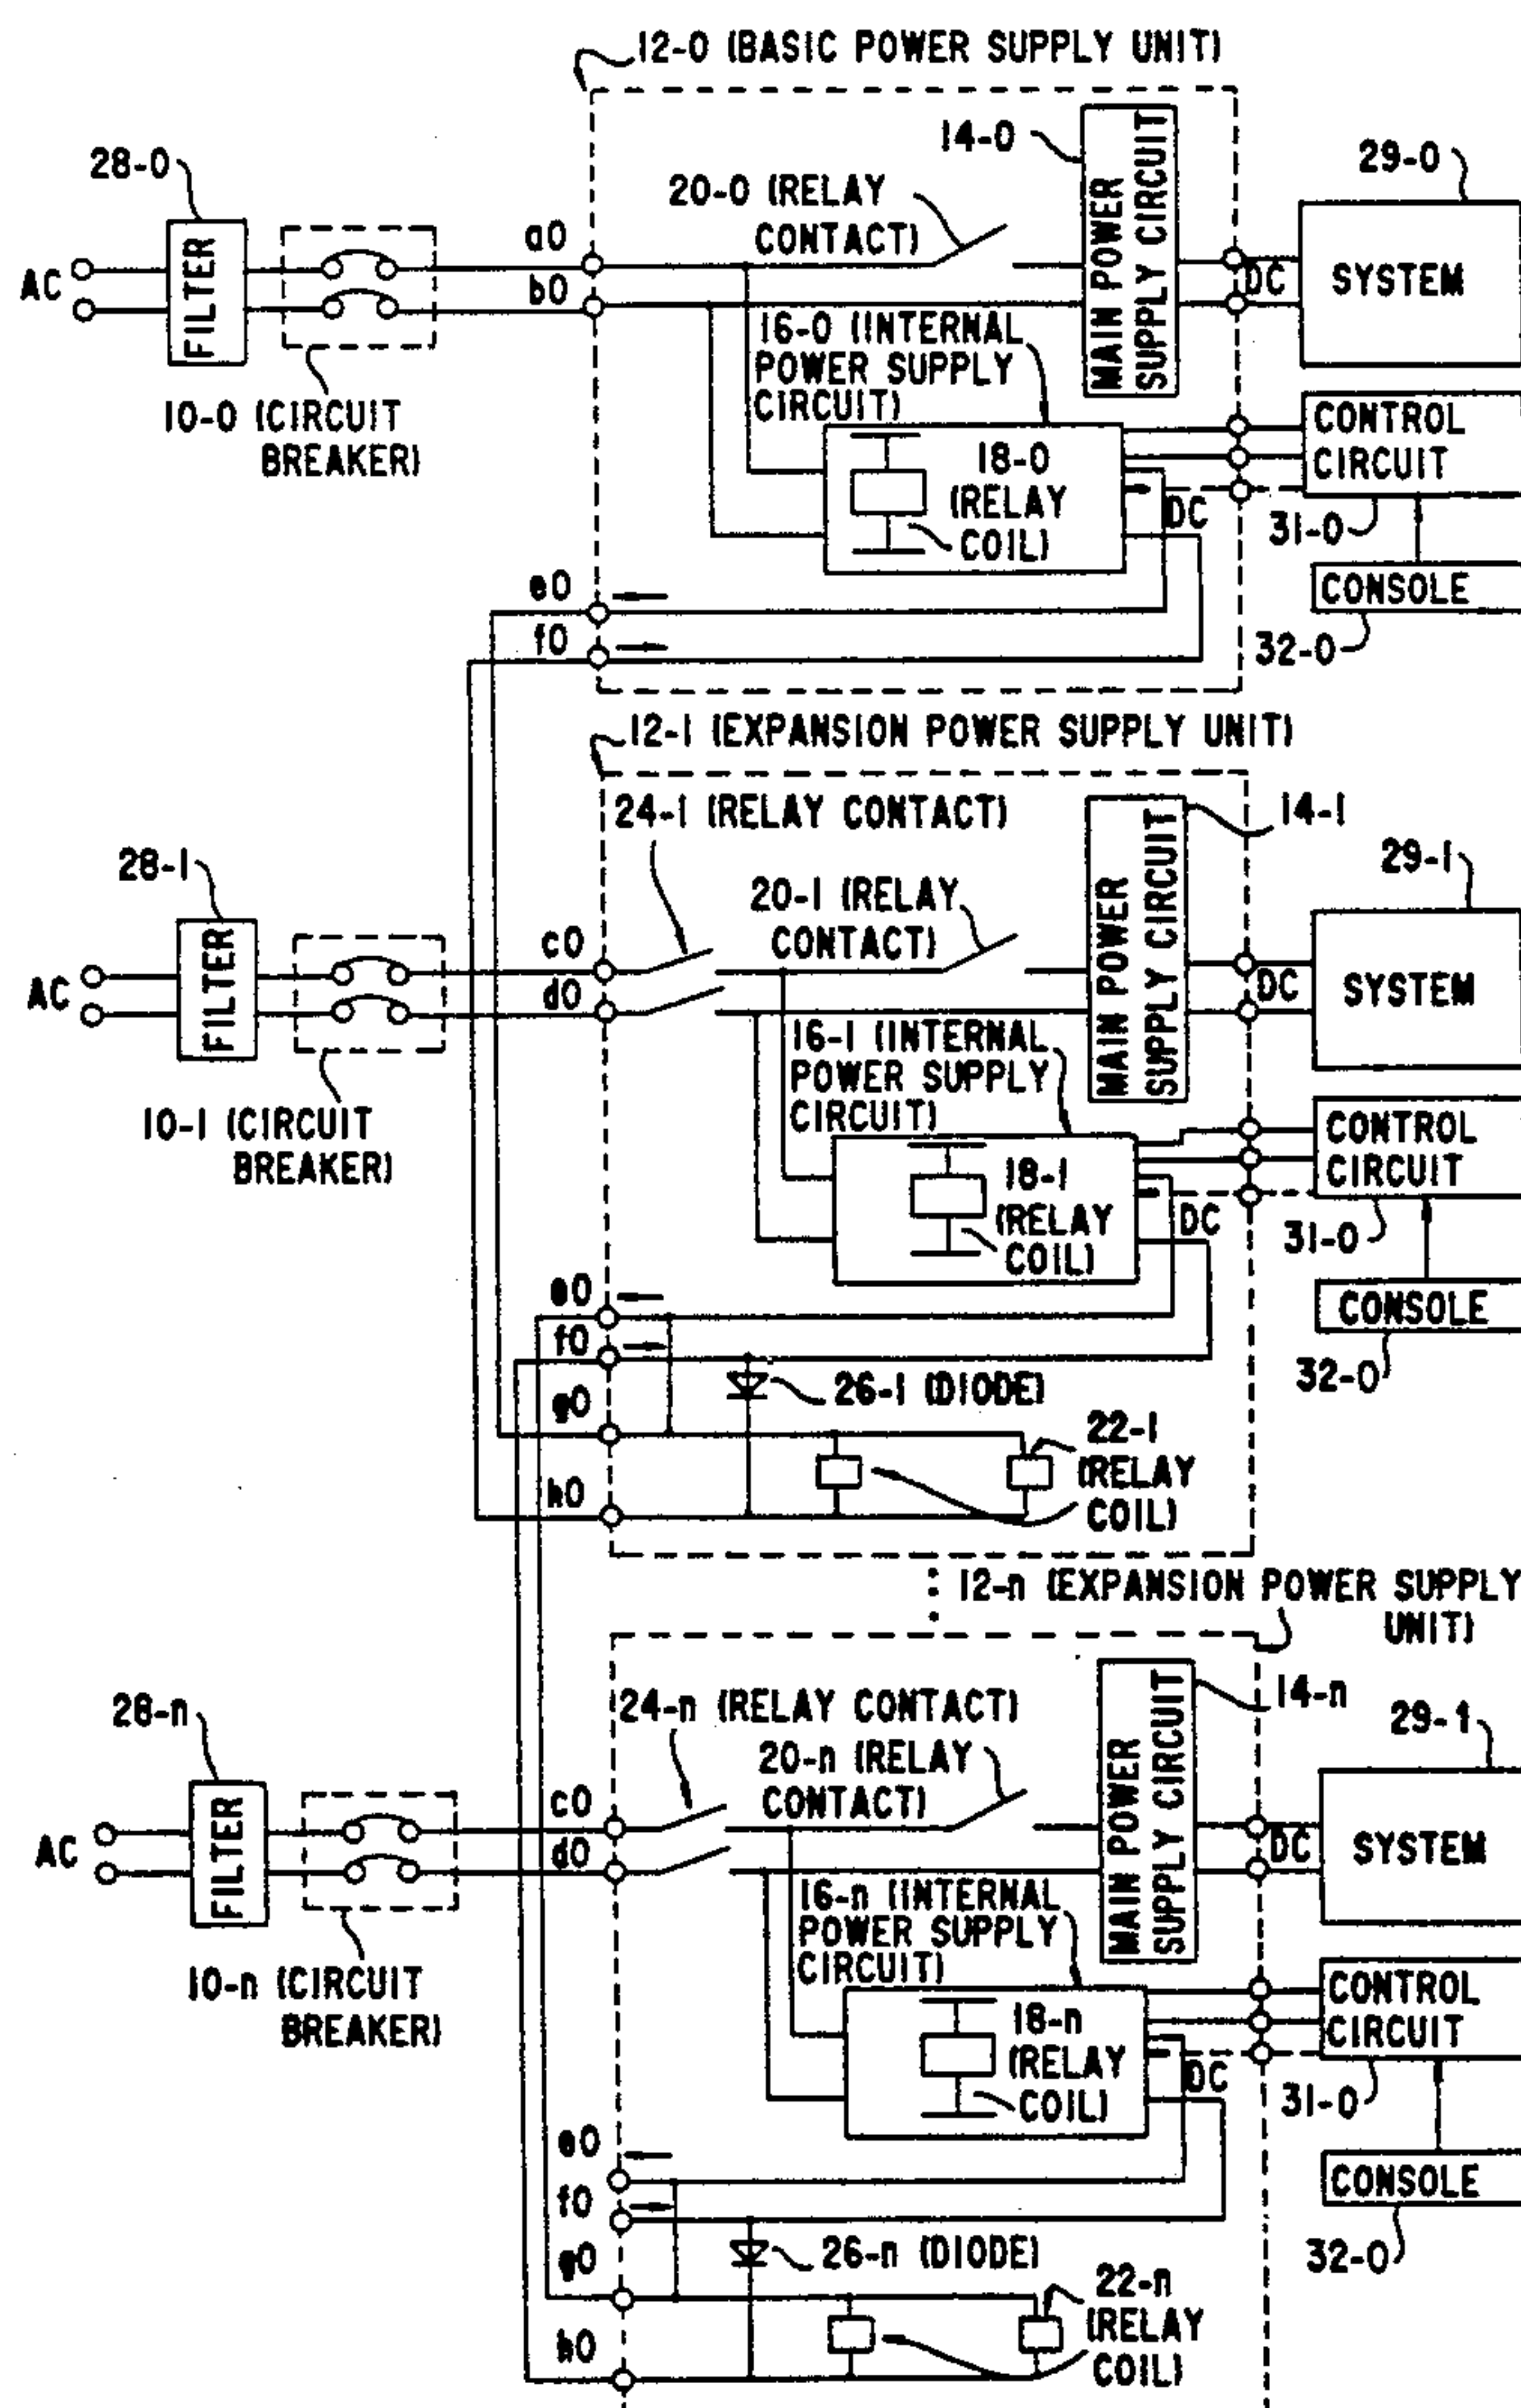 12-0 (BASIC POWER SUPPLY UNIT)
28-0
FILTER
AC
10-0 (CIRCUIT
BREAKER)
a0
b0
20-0 (RELAY
CONTACT)
14-0
MAIN POWER
SUPPLY CIRCUIT
29-0
DC
SYSTEM
16-0 (INTERNAL
POWER SUPPLY
CIRCUIT)
18-0
(RELAY
COIL)
DC
CONTROL
CIRCUIT
31-0
CONSOLE
32-0
e0
f0
12-1 (EXPANSION POWER SUPPLY UNIT)
24-1 (RELAY CONTACT)
14-1
28-1
FILTER
AC
10-1 (CIRCUIT
BREAKER)
c0
d0
20-1 (RELAY
CONTACT)
MAIN POWER
SUPPLY CIRCUIT
29-1
DC
SYSTEM
16-1 (INTERNAL
POWER SUPPLY
CIRCUIT)
18-1
(RELAY
COIL)
DC
CONTROL
CIRCUIT
31-0
CONSOLE
32-0
e0
f0
26-1 (DIODE)
g0
22-1
(RELAY
COIL)
h0
12-n (EXPANSION POWER SUPPLY
UNIT)
24-n (RELAY CONTACT)
14-n
28-n
FILTER
AC
10-n (CIRCUIT
BREAKER)
c0
d0
20-n (RELAY
CONTACT)
MAIN POWER
SUPPLY CIRCUIT
29-1
DC
SYSTEM
16-n (INTERNAL
POWER SUPPLY
CIRCUIT)
18-n
(RELAY
COIL)
DC
CONTROL
CIRCUIT
31-0
CONSOLE
32-0
e0
f0
26-n (DIODE)
g0
22-n
(RELAY
COIL)
h0